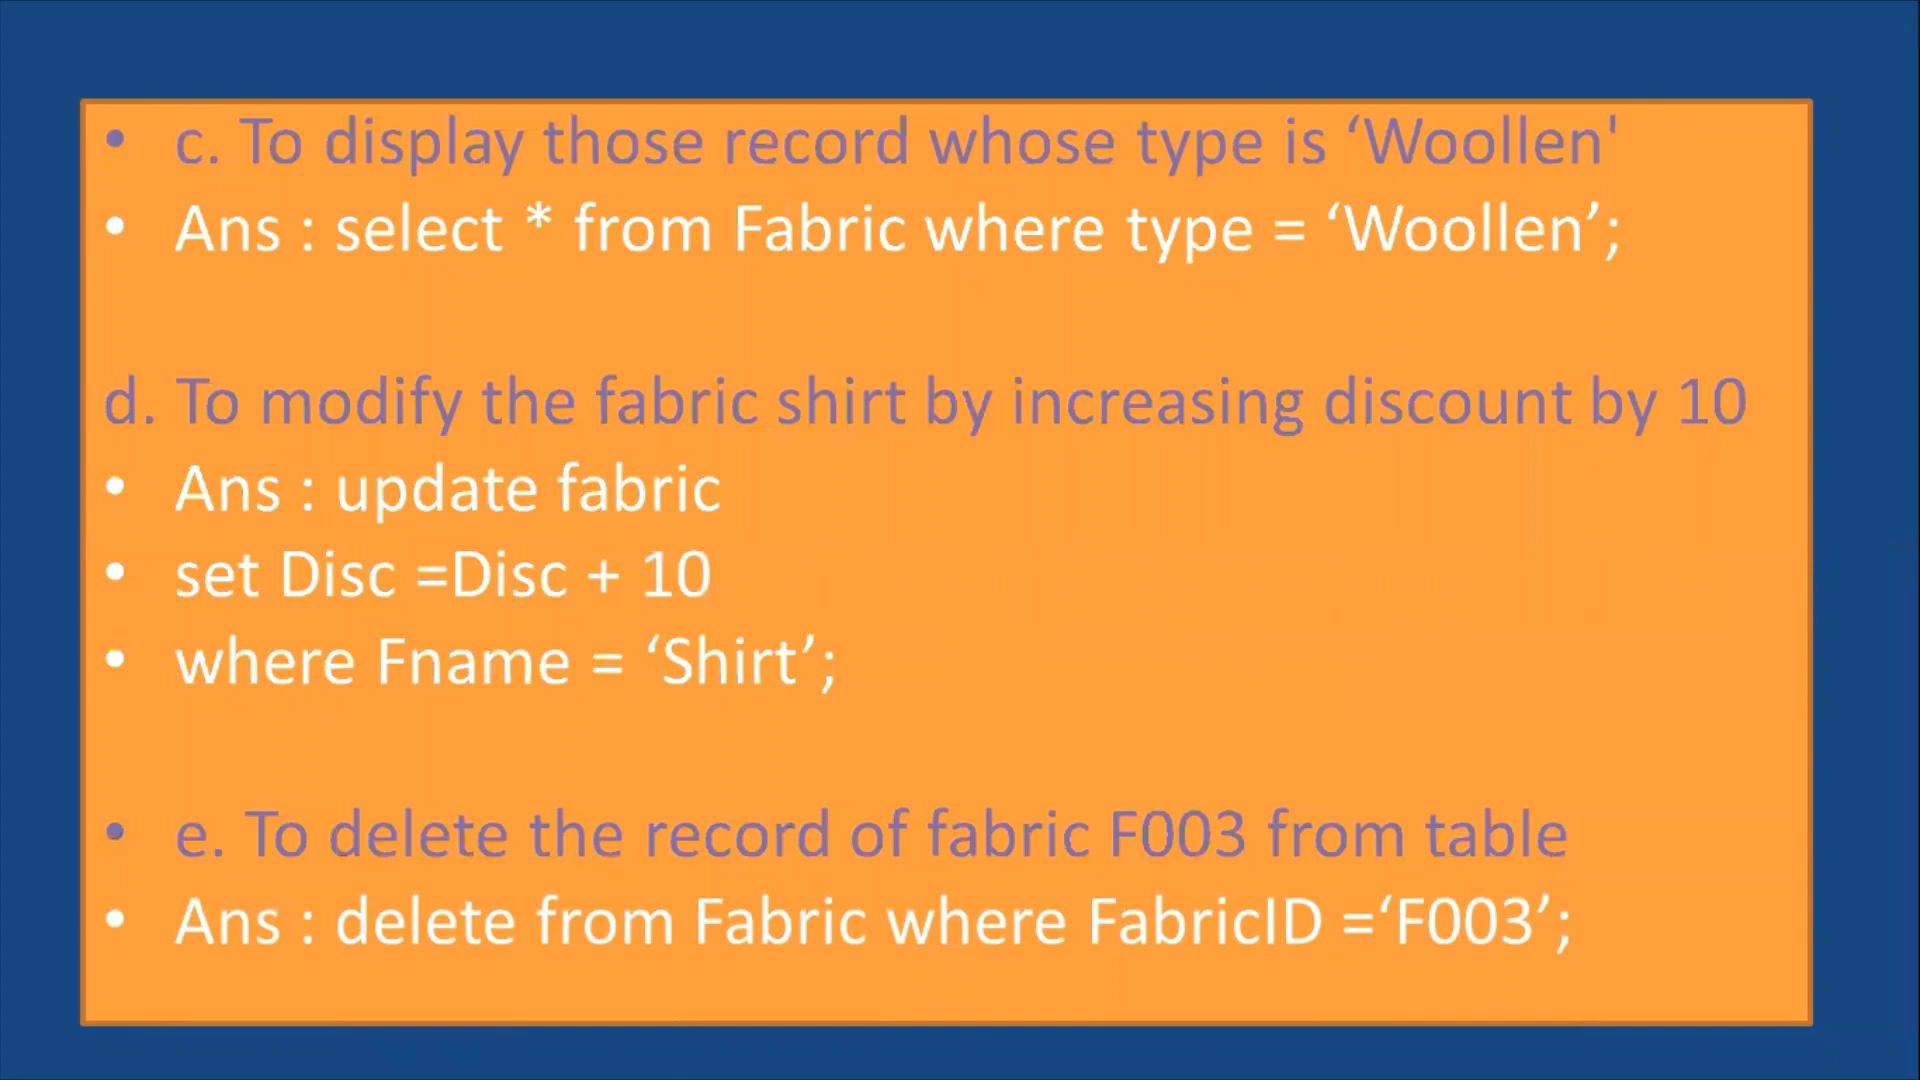 • c. To display those record whose type is ‘Woollen'
• Ans : select * from Fabric where type = ‘Woollen’;
d. To modify the fabric shirt by increasing discount by 10
• Ans : update fabric
• set Disc =Disc + 10
• where Fname = ‘Shirt’;
• e. To delete the record of fabric F003 from table
• Ans : delete from Fabric where FabricID =‘F003’;